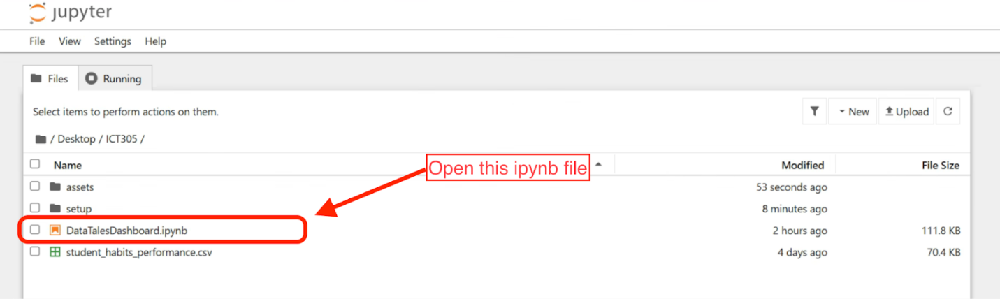 jupyter
File View Settings Help
Files Running
Select items to perform actions on them.
New Upload
/ Desktop / ICT305 /
Open this ipynb file
Name Modified File Size
assets 53 seconds ago
setup 8 minutes ago
DataTalesDashboard.ipynb 2 hours ago 111.8 KB
student_habits_performance.csv 4 days ago 70.4 KB